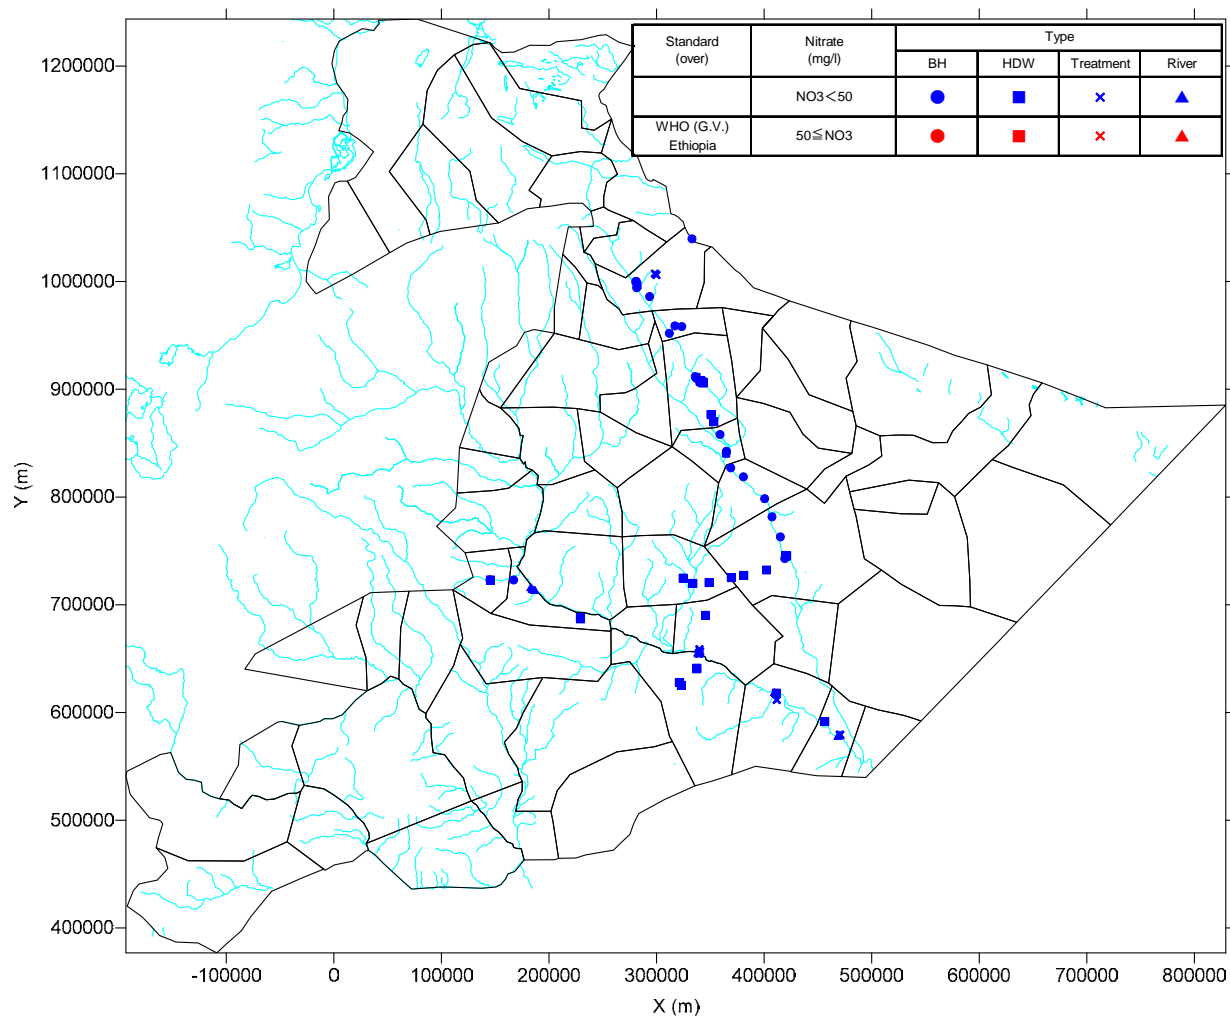 Standard
(over)
Nitrate
(mg/l)
Type
BH
HDW
Treatment
River
NO3<50
WHO (G.V.)
Ethiopia
50≦NO3
1200000
1100000
1000000
900000
800000
700000
600000
500000
400000
Y (m)
-100000
0
100000
200000
300000
400000
500000
600000
700000
800000
X (m)